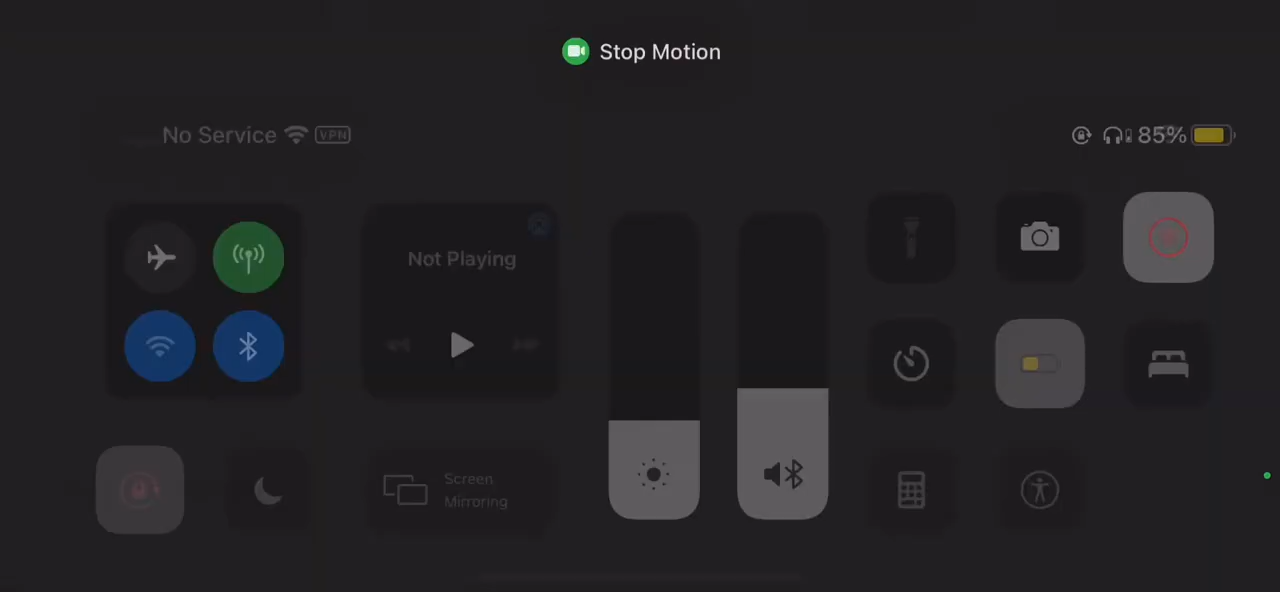 Stop Motion
No Service VPN
85%
Not Playing
Screen
Mirroring